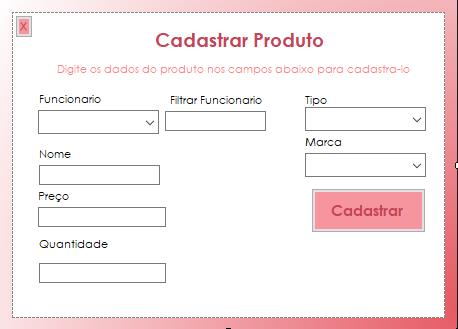 X
Cadastrar Produto
Digite os dados do produto nos campos abaixo para cadastra-lo
Funcionario
Filtrar Funcionario
Tipo
Marca
Nome
Preço
Cadastrar
Quantidade